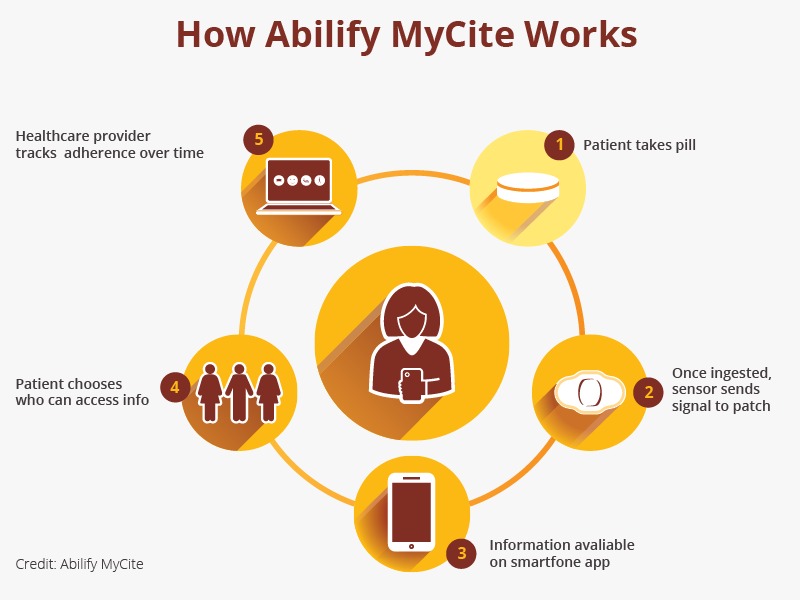 How Abilify MyCite Works
1
Patient takes pill
2
Once ingested,
sensor sends
signal to patch
3
Information avaliable
on smartfone app
4
Patient chooses
who can access info
5
Healthcare provider
tracks adherence over time
Credit: Abilify MyCite